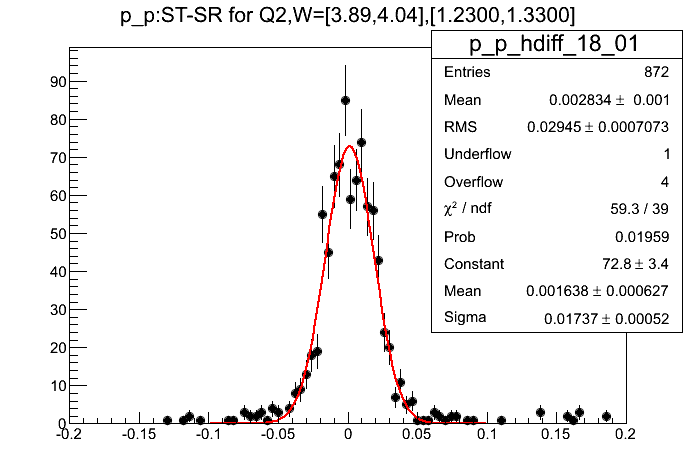 p_p:ST-SR for Q2,W=[3.89,4.04],[1.2300,1.3300]
p_p_hdiff_18_01
Entries 872
Mean 0.002834 ± 0.001
RMS 0.02945 ± 0.0007073
Underflow 1
Overflow 4
χ² / ndf 59.3 / 39
Prob 0.01959
Constant 72.8 ± 3.4
Mean 0.001638 ± 0.000627
Sigma 0.01737 ± 0.00052
90
80
70
60
50
40
30
20
10
0
-0.2 -0.15 -0.1 -0.05 0 0.05 0.1 0.15 0.2